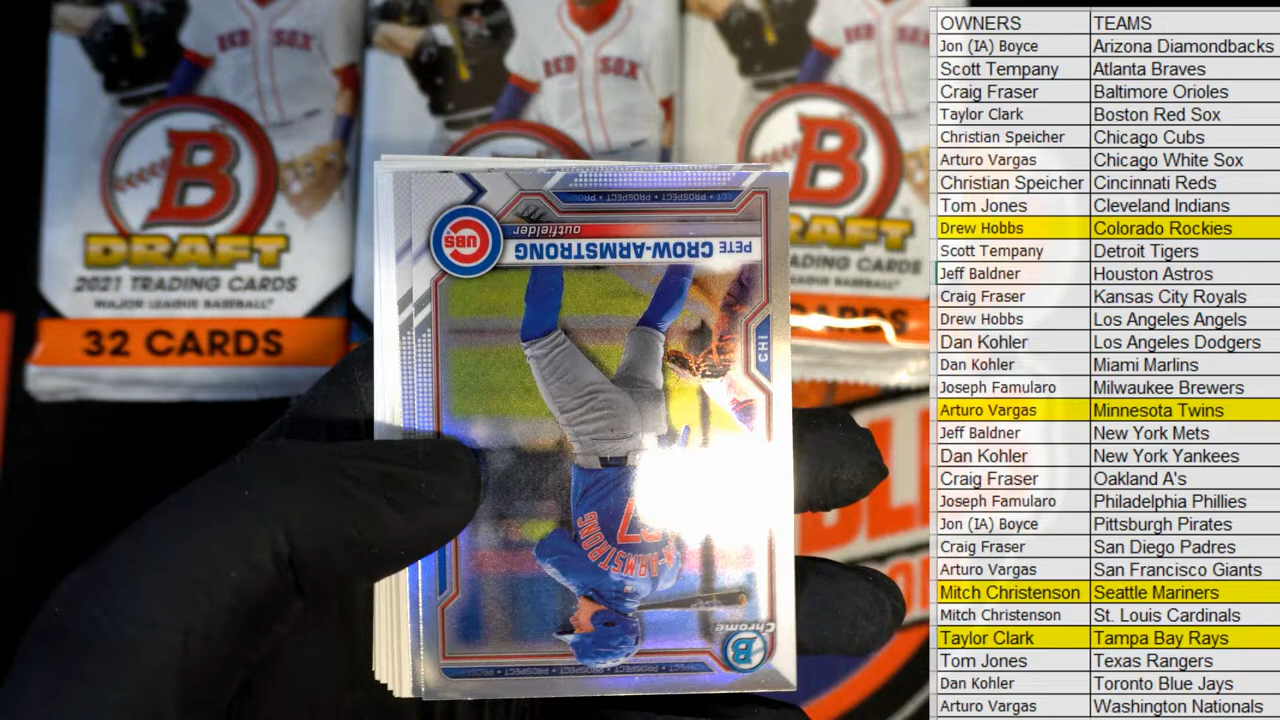 RED SOX
RED SOX
B
DRAFT
2021 TRADING CARDS
MAJOR LEAGUE BASEBALL
32 CARDS
B
TRADING CARDS
LEAGUE BASEBALL
CARDS
PROSPECT • PROSPECT • PROSPECT
PETE CROW-ARMSTRONG
outfielder
CUBS
CHI
ARMSTRONG
Chrome
B
OWNERS TEAMS
Jon (IA) Boyce Arizona Diamondbacks
Scott Tempany Atlanta Braves
Craig Fraser Baltimore Orioles
Taylor Clark Boston Red Sox
Christian Speicher Chicago Cubs
Arturo Vargas Chicago White Sox
Christian Speicher Cincinnati Reds
Tom Jones Cleveland Indians
Drew Hobbs Colorado Rockies
Scott Tempany Detroit Tigers
Jeff Baldner Houston Astros
Craig Fraser Kansas City Royals
Drew Hobbs Los Angeles Angels
Dan Kohler Los Angeles Dodgers
Dan Kohler Miami Marlins
Joseph Famularo Milwaukee Brewers
Arturo Vargas Minnesota Twins
Jeff Baldner New York Mets
Dan Kohler New York Yankees
Craig Fraser Oakland A's
Joseph Famularo Philadelphia Phillies
Jon (IA) Boyce Pittsburgh Pirates
Craig Fraser San Diego Padres
Arturo Vargas San Francisco Giants
Mitch Christenson Seattle Mariners
Mitch Christenson St. Louis Cardinals
Taylor Clark Tampa Bay Rays
Tom Jones Texas Rangers
Dan Kohler Toronto Blue Jays
Arturo Vargas Washington Nationals